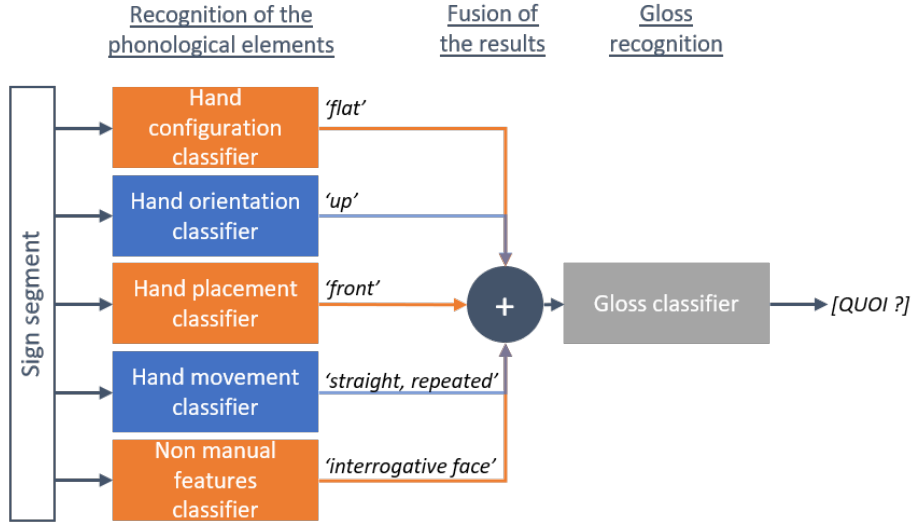 Recognition of the
phonological elements
Fusion of
the results
Gloss
recognition
Sign segment
Hand
configuration
classifier
‘flat’
Hand orientation
classifier
‘up’
Hand placement
classifier
‘front’
+
Gloss classifier
[QUOI ?]
Hand movement
classifier
‘straight, repeated’
Non manual
features
classifier
‘interrogative face’